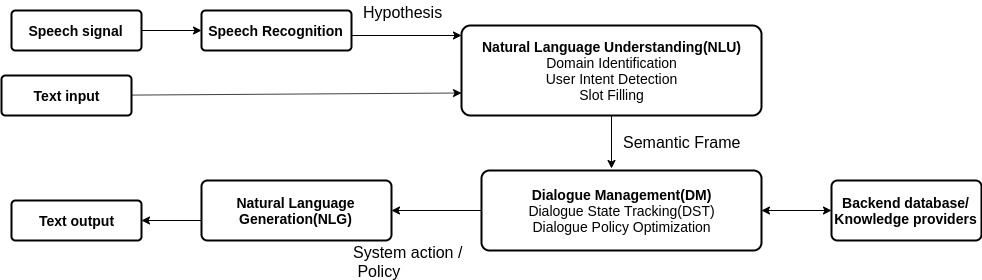 Hypothesis
Speech signal
Speech Recognition
Natural Language Understanding(NLU)
Domain Identification
User Intent Detection
Slot Filling
Text input
Semantic Frame
Dialogue Management(DM)
Dialogue State Tracking(DST)
Dialogue Policy Optimization
Backend database/
Knowledge providers
Natural Language
Generation(NLG)
Text output
System action /
Policy